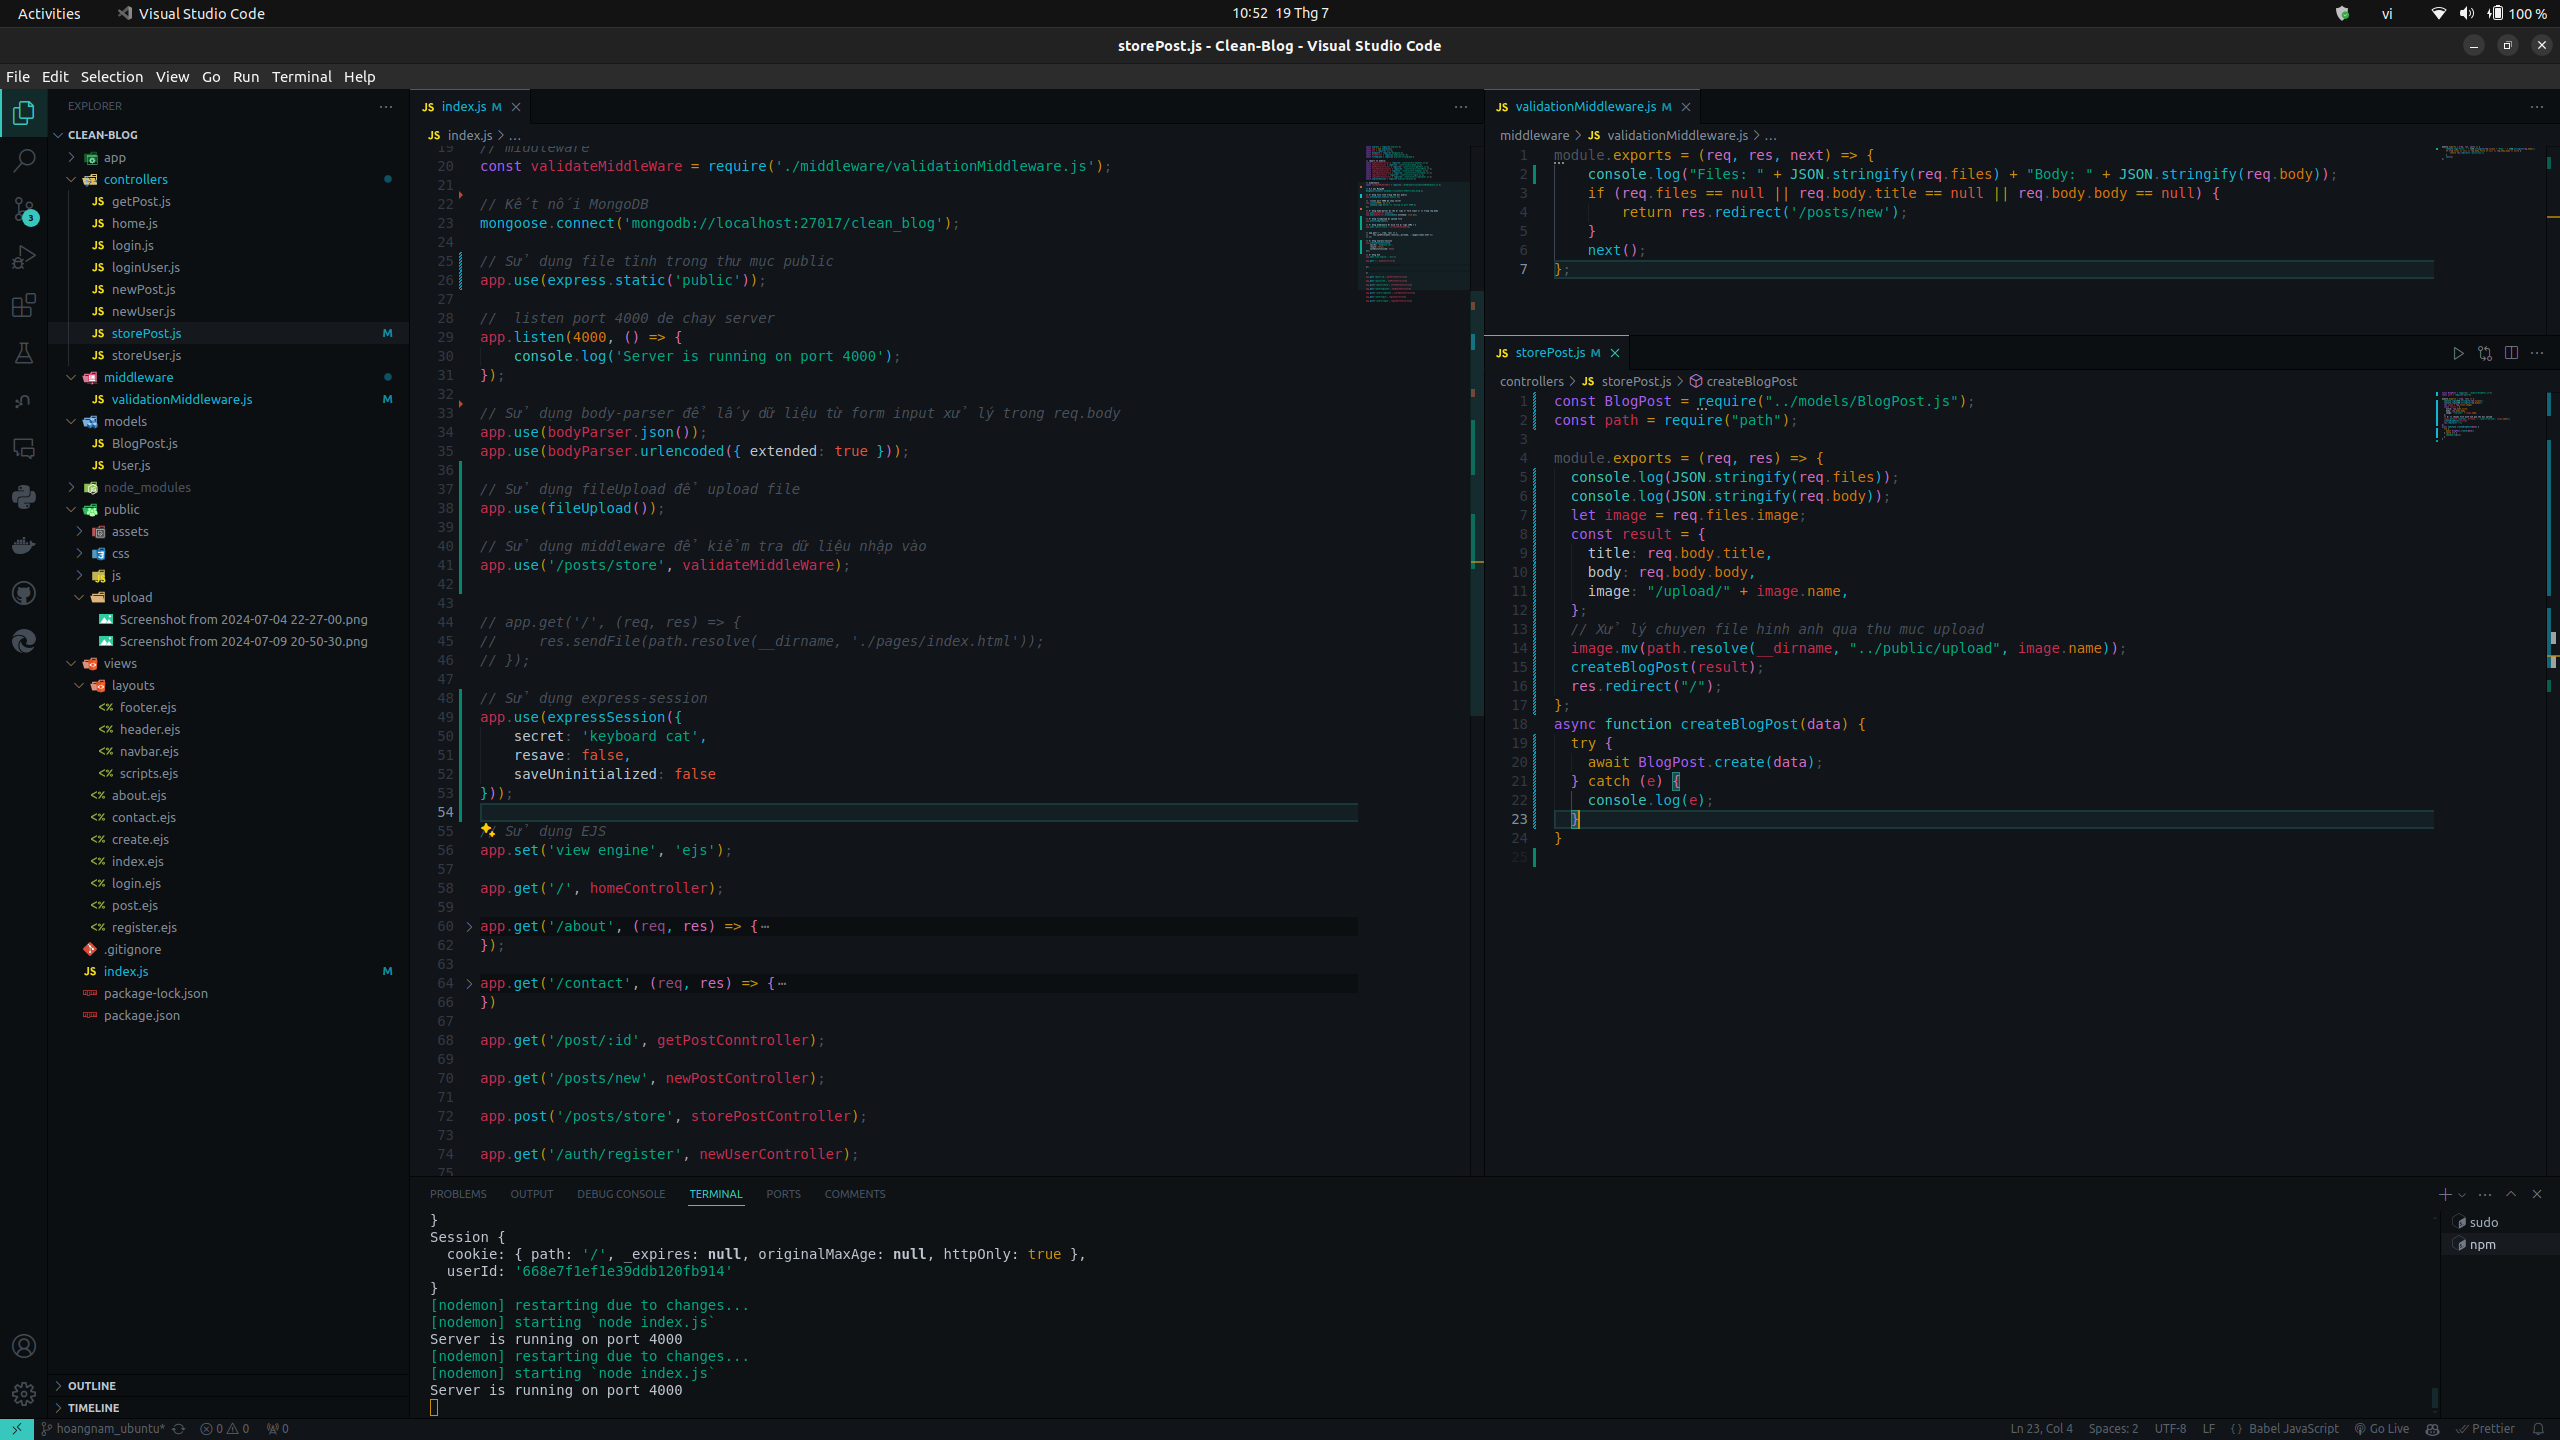 Activities
Visual Studio Code
10:52 19 Thg 7
vi
100 %
storePost.js - Clean-Blog - Visual Studio Code
File Edit Selection View Go Run Terminal Help
EXPLORER
CLEAN-BLOG
app
controllers
getPost.js
home.js
login.js
loginUser.js
newPost.js
newUser.js
storePost.js M
storeUser.js
middleware
validationMiddleware.js M
models
BlogPost.js
User.js
node_modules
public
assets
css
js
upload
Screenshot from 2024-07-04 22-27-00.png
Screenshot from 2024-07-09 20-50-30.png
views
layouts
footer.ejs
header.ejs
navbar.ejs
scripts.ejs
about.ejs
contact.ejs
create.ejs
index.ejs
login.ejs
post.ejs
register.ejs
.gitignore
index.js M
package-lock.json
package.json
OUTLINE
TIMELINE
3
JS index.js M
JS index.js > ...
19 // middleware
20 const validateMiddleWare = require('./middleware/validationMiddleware.js');
21
22 // Kết nối MongoDB
23 mongoose.connect('mongodb://localhost:27017/clean_blog');
24
25 // Sử dụng file tĩnh trong thư mục public
26 app.use(express.static('public'));
27
28 //  listen port 4000 de chay server
29 app.listen(4000, () => {
30     console.log('Server is running on port 4000');
31 });
32
33 // Sử dụng body-parser để lấy dữ liệu từ form input xử lý trong req.body
34 app.use(bodyParser.json());
35 app.use(bodyParser.urlencoded({ extended: true }));
36
37 // Sử dụng fileUpload để upload file
38 app.use(fileUpload());
39
40 // Sử dụng middleware để kiểm tra dữ liệu nhập vào
41 app.use('/posts/store', validateMiddleWare);
42
43
44 // app.get('/', (req, res) => {
45 //     res.sendFile(path.resolve(__dirname, './pages/index.html'));
46 // });
47
48 // Sử dụng express-session
49 app.use(expressSession({
50     secret: 'keyboard cat',
51     resave: false,
52     saveUninitialized: false
53 }));
54
55 // Sử dụng EJS
56 app.set('view engine', 'ejs');
57
58 app.get('/', homeController);
59
60 app.get('/about', (req, res) => {⋯
62 });
63
64 app.get('/contact', (req, res) => {⋯
66 })
67
68 app.get('/post/:id', getPostConntroller);
69
70 app.get('/posts/new', newPostController);
71
72 app.post('/posts/store', storePostController);
73
74 app.get('/auth/register', newUserController);
75
JS validationMiddleware.js M
middleware > JS validationMiddleware.js > ...
1 module.exports = (req, res, next) => {
2     console.log("Files: " + JSON.stringify(req.files) + "Body: " + JSON.stringify(req.body));
3     if (req.files == null || req.body.title == null || req.body.body == null) {
4         return res.redirect('/posts/new');
5     }
6     next();
7 };
JS storePost.js M
controllers > JS storePost.js > createBlogPost
1 const BlogPost = require("../models/BlogPost.js");
2 const path = require("path");
3
4 module.exports = (req, res) => {
5   console.log(JSON.stringify(req.files));
6   console.log(JSON.stringify(req.body));
7   let image = req.files.image;
8   const result = {
9     title: req.body.title,
10     body: req.body.body,
11     image: "/upload/" + image.name,
12   };
13   // Xử lý chuyen file hinh anh qua thu muc upload
14   image.mv(path.resolve(__dirname, "../public/upload", image.name));
15   createBlogPost(result);
16   res.redirect("/");
17 };
18 async function createBlogPost(data) {
19   try {
20     await BlogPost.create(data);
21   } catch (e) {
22     console.log(e);
23   }
24 }
25
PROBLEMS OUTPUT DEBUG CONSOLE TERMINAL PORTS COMMENTS
}
Session {
  cookie: { path: '/', _expires: null, originalMaxAge: null, httpOnly: true },
  userId: '668e7f1ef1e39ddb120fb914'
}
[nodemon] restarting due to changes...
[nodemon] starting `node index.js`
Server is running on port 4000
[nodemon] restarting due to changes...
[nodemon] starting `node index.js`
Server is running on port 4000
sudo
npm
hoangnam_ubuntu* 0 0 0
Ln 23, Col 4 Spaces: 2 UTF-8 LF {} Babel JavaScript Go Live Prettier